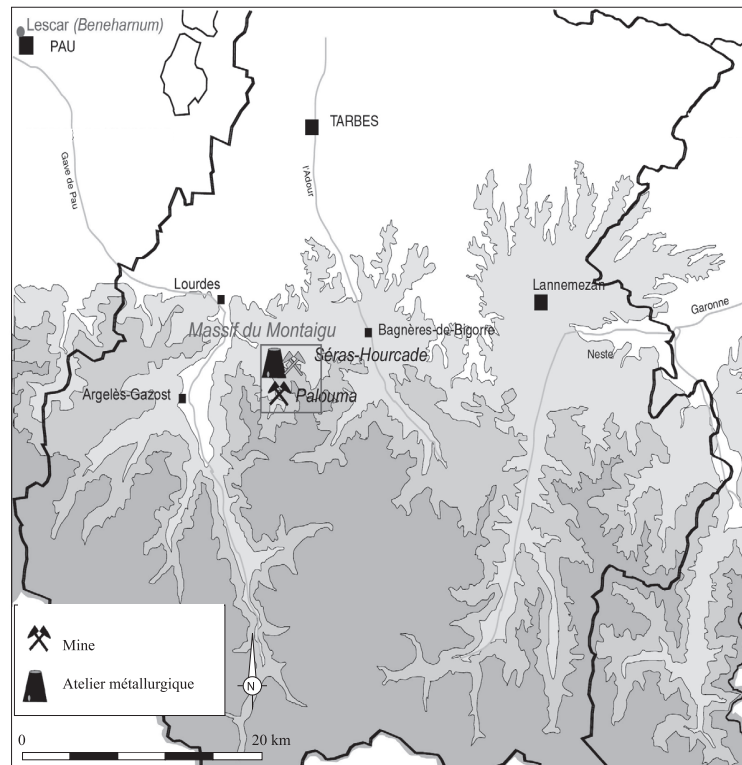 Lescar (Beneharnum)
PAU
TARBES
Gave de Pau
l'Adour
Lourdes
Lannemezan
Garonne
Massif du Montaigu
Bagnères-de-Bigorre
Séras-Hourcade
Neste
Argelès-Gazost
Palouma
Mine
Atelier métallurgique
N
0 20 km